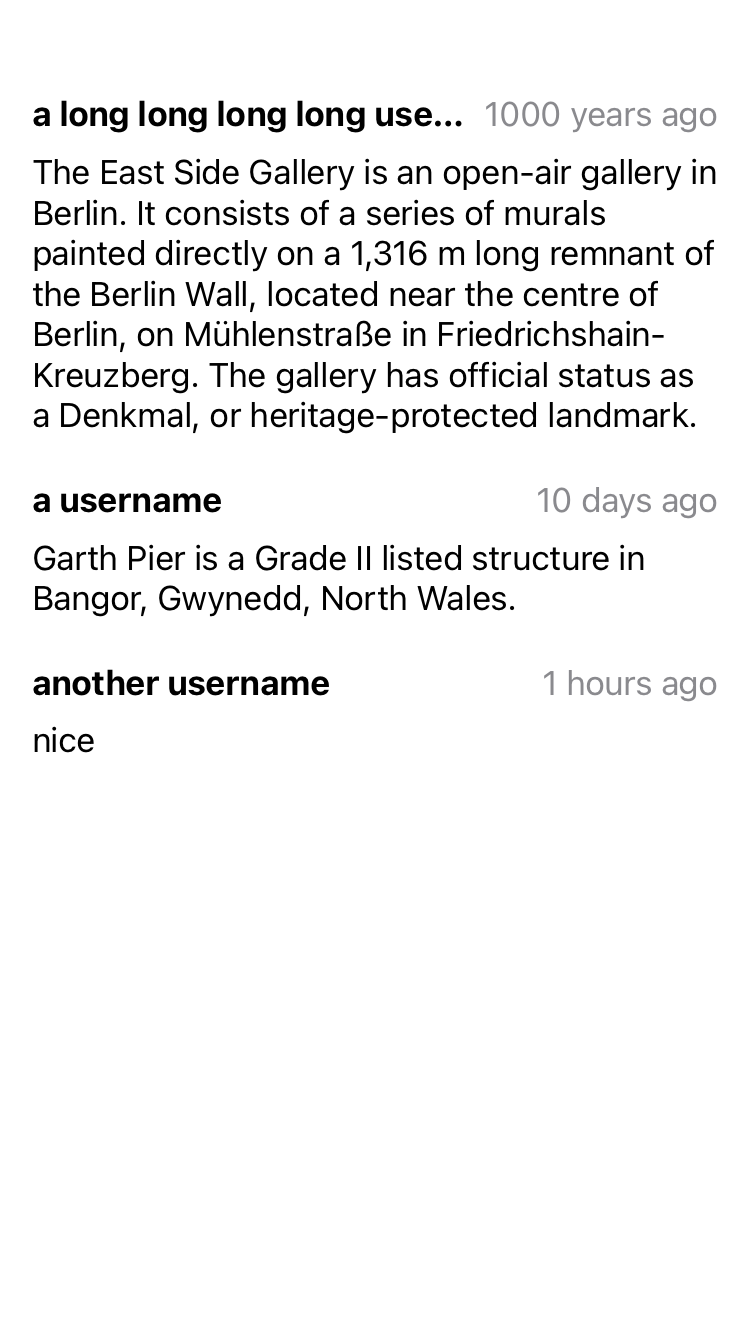 a long long long long use... 1000 years ago
The East Side Gallery is an open-air gallery in
Berlin. It consists of a series of murals
painted directly on a 1,316 m long remnant of
the Berlin Wall, located near the centre of
Berlin, on Mühlenstraße in Friedrichshain-
Kreuzberg. The gallery has official status as
a Denkmal, or heritage-protected landmark.
a username 10 days ago
Garth Pier is a Grade II listed structure in
Bangor, Gwynedd, North Wales.
another username 1 hours ago
nice